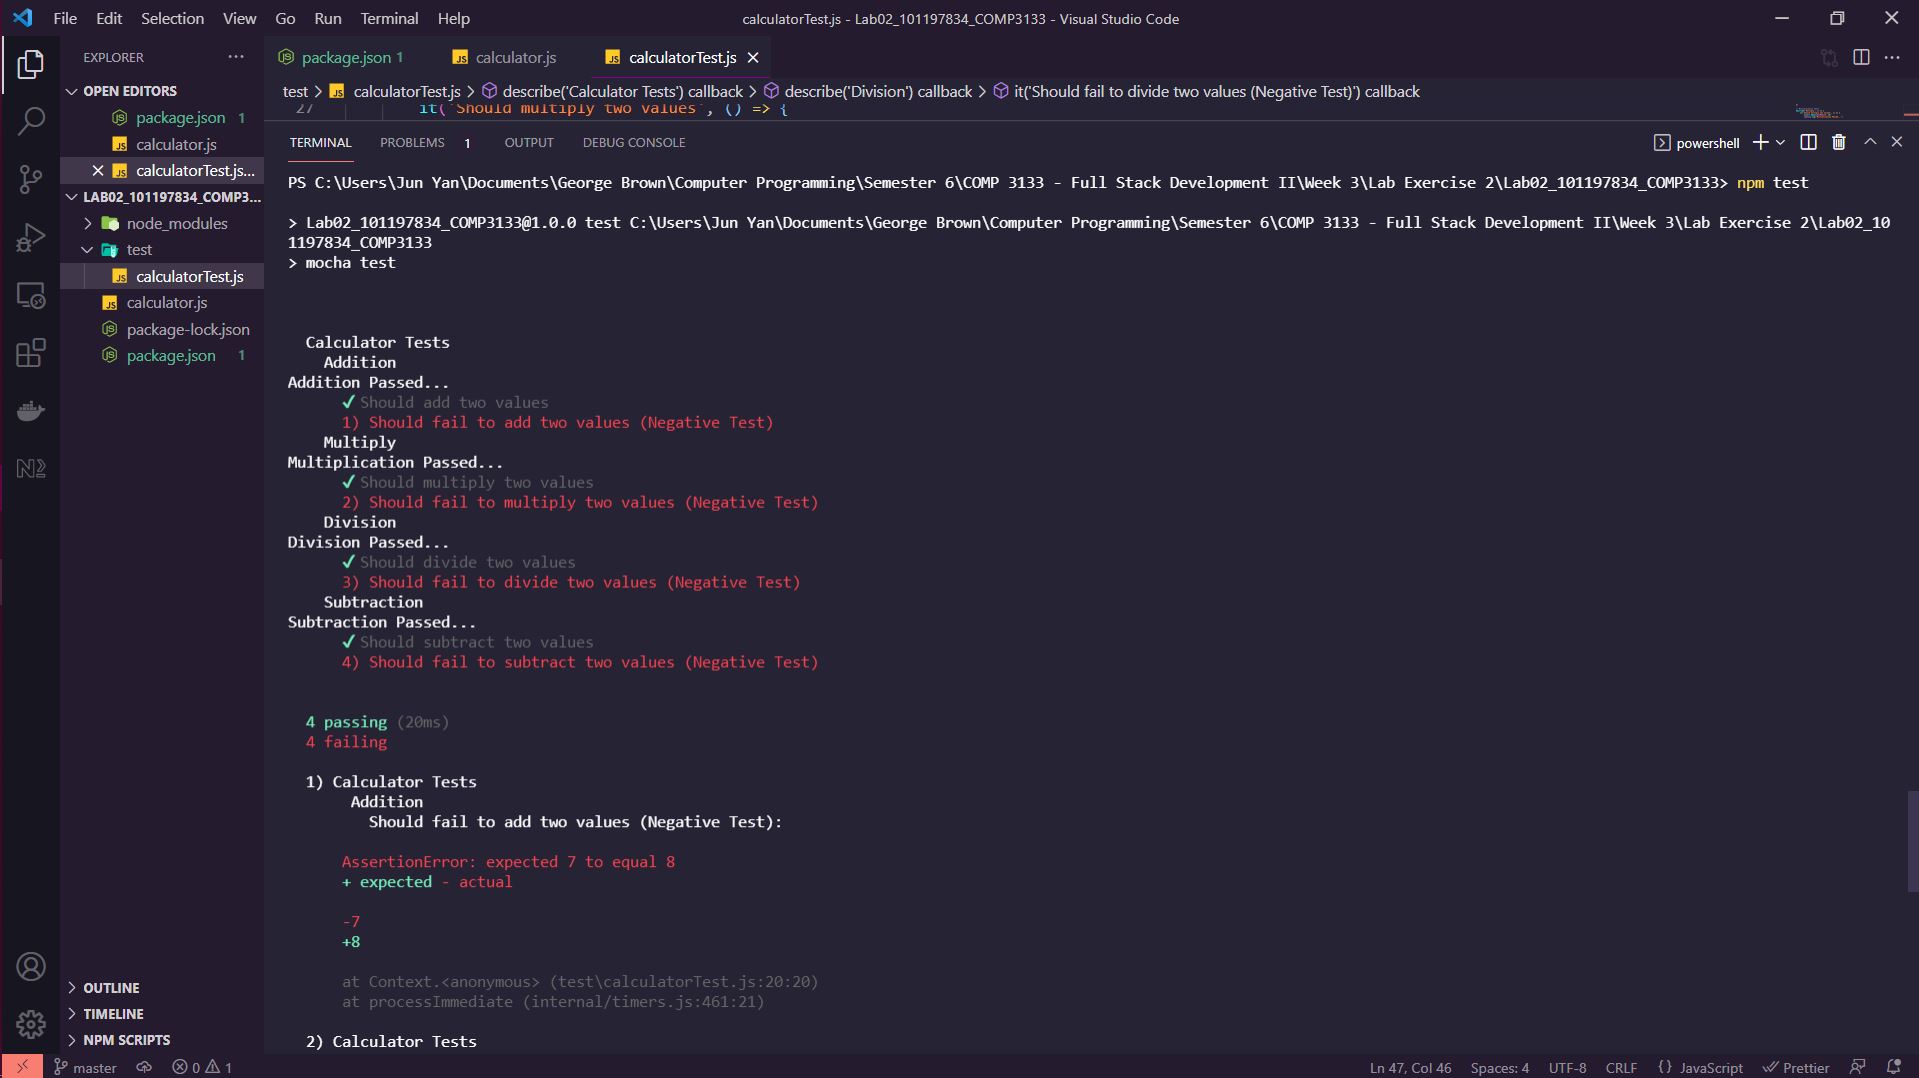 File Edit Selection View Go Run Terminal Help
calculatorTest.js - Lab02_101197834_COMP3133 - Visual Studio Code
EXPLORER
OPEN EDITORS
package.json 1
calculator.js
calculatorTest.js...
LAB02_101197834_COMP3...
node_modules
test
calculatorTest.js
calculator.js
package-lock.json
package.json 1
OUTLINE
TIMELINE
NPM SCRIPTS
package.json 1
calculator.js
calculatorTest.js
test > calculatorTest.js > describe('Calculator Tests') callback > describe('Division') callback > it('Should fail to divide two values (Negative Test)') callback
27 it('Should multiply two values', () => {
TERMINAL PROBLEMS 1 OUTPUT DEBUG CONSOLE
powershell
PS C:\Users\Jun Yan\Documents\George Brown\Computer Programming\Semester 6\COMP 3133 - Full Stack Development II\Week 3\Lab Exercise 2\Lab02_101197834_COMP3133> npm test
> Lab02_101197834_COMP3133@1.0.0 test C:\Users\Jun Yan\Documents\George Brown\Computer Programming\Semester 6\COMP 3133 - Full Stack Development II\Week 3\Lab Exercise 2\Lab02_10
1197834_COMP3133
> mocha test
Calculator Tests
Addition
Addition Passed...
✓ Should add two values
1) Should fail to add two values (Negative Test)
Multiply
Multiplication Passed...
✓ Should multiply two values
2) Should fail to multiply two values (Negative Test)
Division
Division Passed...
✓ Should divide two values
3) Should fail to divide two values (Negative Test)
Subtraction
Subtraction Passed...
✓ Should subtract two values
4) Should fail to subtract two values (Negative Test)
4 passing (20ms)
4 failing
1) Calculator Tests
Addition
Should fail to add two values (Negative Test):
AssertionError: expected 7 to equal 8
+ expected - actual
-7
+8
at Context.<anonymous> (test\calculatorTest.js:20:20)
at processImmediate (internal/timers.js:461:21)
2) Calculator Tests
master 0 1
Ln 47, Col 46 Spaces: 4 UTF-8 CRLF {} JavaScript Prettier